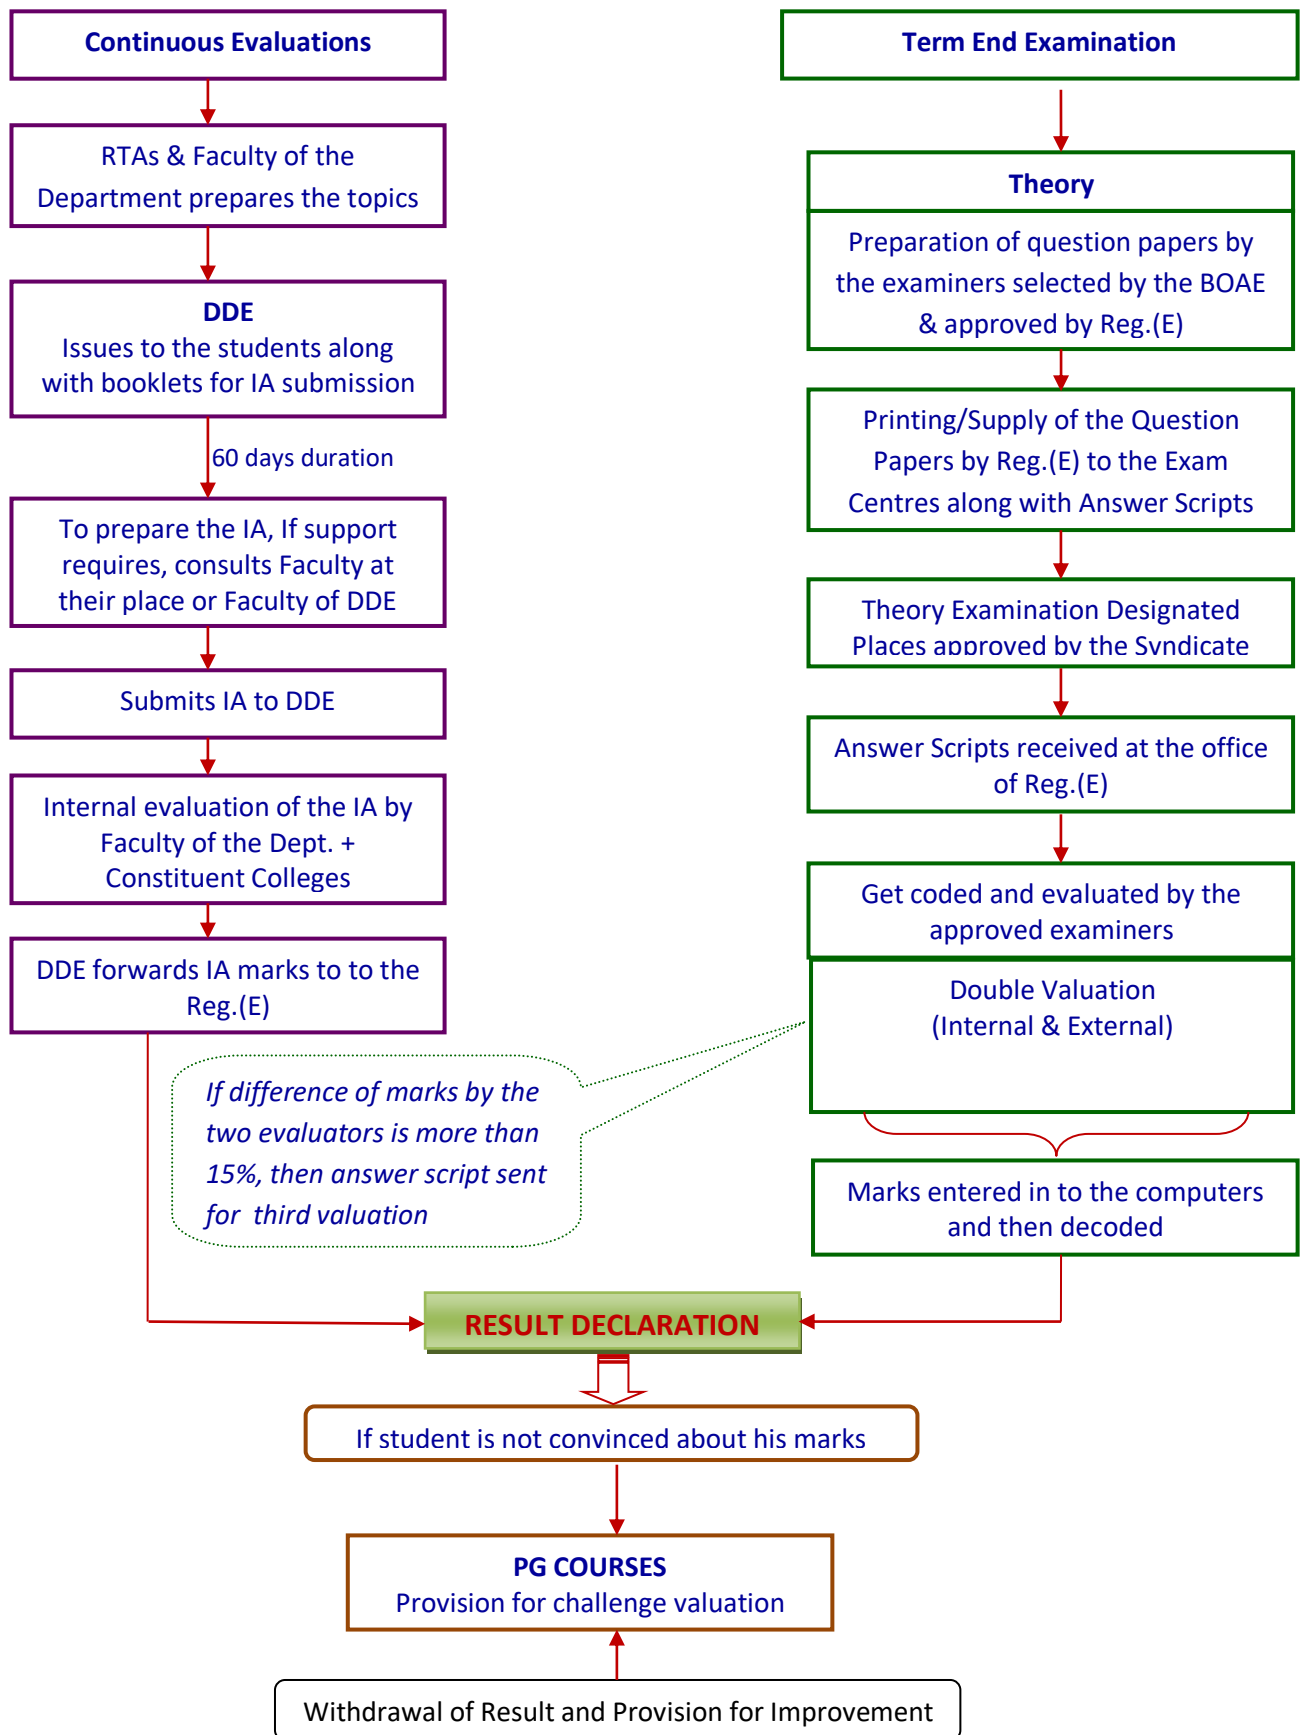 Continuous Evaluations
RTAs & Faculty of the
Department prepares the topics
DDE
Issues to the students along
with booklets for IA submission
60 days duration
To prepare the IA, If support
requires, consults Faculty at
their place or Faculty of DDE
Submits IA to DDE
Internal evaluation of the IA by
Faculty of the Dept. +
Constituent Colleges
DDE forwards IA marks to to the
Reg.(E)
Term End Examination
Theory
Preparation of question papers by
the examiners selected by the BOAE
& approved by Reg.(E)
Printing/Supply of the Question
Papers by Reg.(E) to the Exam
Centres along with Answer Scripts
Theory Examination Designated
Places approved by the Syndicate
Answer Scripts received at the office
of Reg.(E)
Get coded and evaluated by the
approved examiners
Double Valuation
(Internal & External)
If difference of marks by the
two evaluators is more than
15%, then answer script sent
for third valuation
Marks entered in to the computers
and then decoded
RESULT DECLARATION
If student is not convinced about his marks
PG COURSES
Provision for challenge valuation
Withdrawal of Result and Provision for Improvement